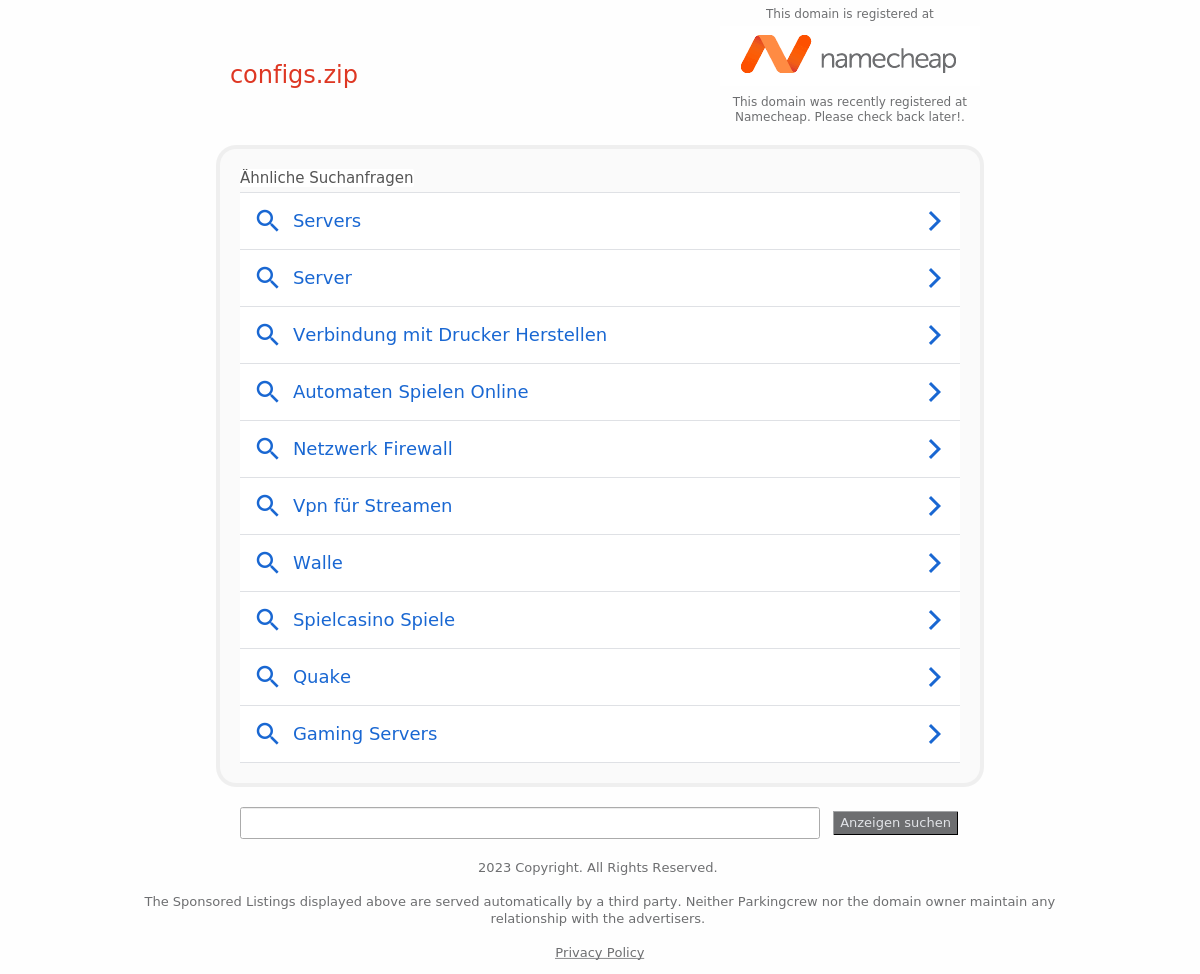 This domain is registered at
namecheap
configs.zip
This domain was recently registered at
Namecheap. Please check back later!.
Ähnliche Suchanfragen
Servers
Server
Verbindung mit Drucker Herstellen
Automaten Spielen Online
Netzwerk Firewall
Vpn für Streamen
Walle
Spielcasino Spiele
Quake
Gaming Servers
Anzeigen suchen
2023 Copyright. All Rights Reserved.
The Sponsored Listings displayed above are served automatically by a third party. Neither Parkingcrew nor the domain owner maintain any
relationship with the advertisers.
Privacy Policy